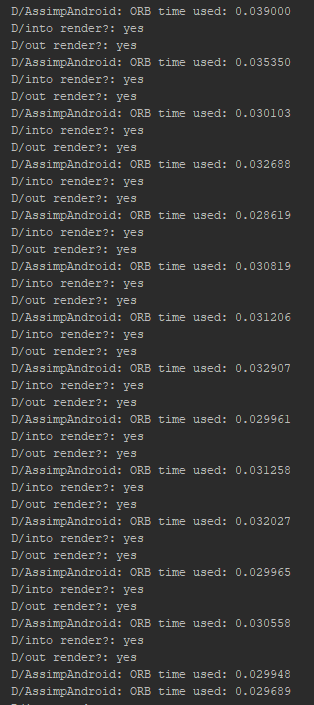 D/AssimpAndroid: ORB time used: 0.039000
D/into render?: yes
D/out render?: yes
D/AssimpAndroid: ORB time used: 0.035350
D/into render?: yes
D/out render?: yes
D/AssimpAndroid: ORB time used: 0.030103
D/into render?: yes
D/out render?: yes
D/AssimpAndroid: ORB time used: 0.032688
D/into render?: yes
D/out render?: yes
D/AssimpAndroid: ORB time used: 0.028619
D/into render?: yes
D/out render?: yes
D/AssimpAndroid: ORB time used: 0.030819
D/into render?: yes
D/out render?: yes
D/AssimpAndroid: ORB time used: 0.031206
D/into render?: yes
D/out render?: yes
D/AssimpAndroid: ORB time used: 0.032907
D/into render?: yes
D/out render?: yes
D/AssimpAndroid: ORB time used: 0.029961
D/into render?: yes
D/out render?: yes
D/AssimpAndroid: ORB time used: 0.031258
D/into render?: yes
D/out render?: yes
D/AssimpAndroid: ORB time used: 0.032027
D/into render?: yes
D/out render?: yes
D/AssimpAndroid: ORB time used: 0.029965
D/into render?: yes
D/out render?: yes
D/AssimpAndroid: ORB time used: 0.030558
D/into render?: yes
D/out render?: yes
D/AssimpAndroid: ORB time used: 0.029948
D/AssimpAndroid: ORB time used: 0.029689